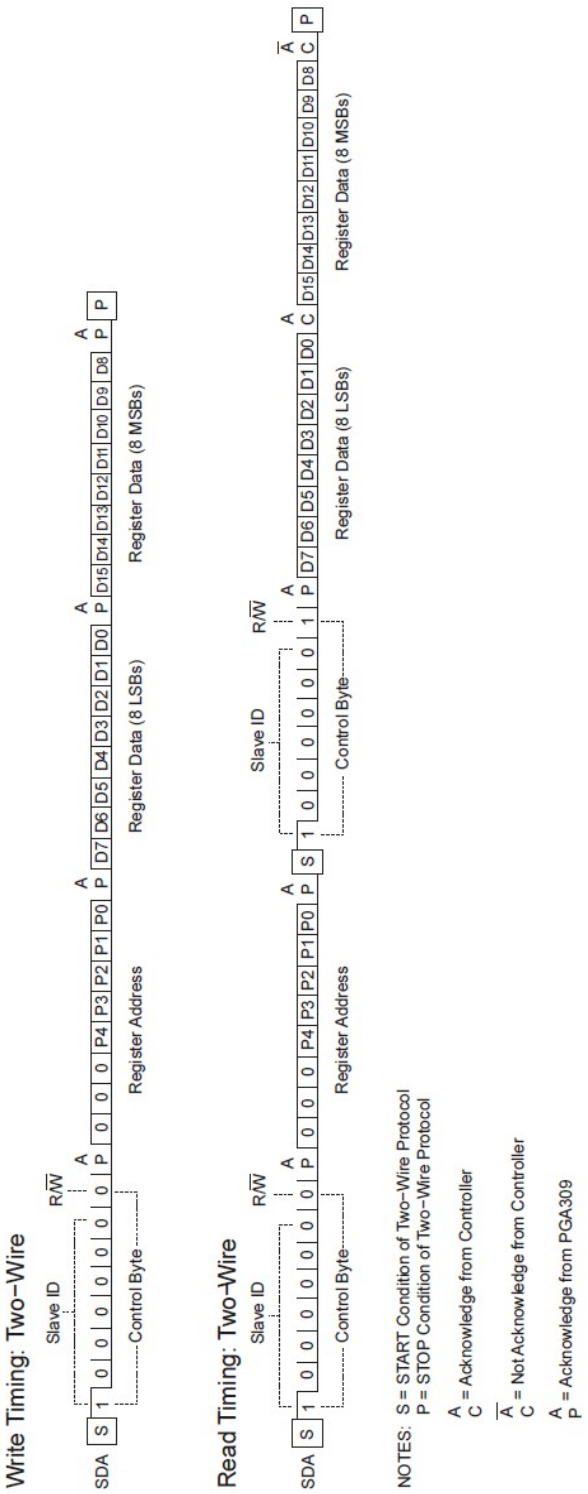 Write Timing: Two-Wire
Slave ID R/W̅
A A A A
SDA S 1 0 0 0 0 0 0 0 P 0 0 0 P4 P3 P2 P1 P0 P D7 D6 D5 D4 D3 D2 D1 D0 P D15 D14 D13 D12 D11 D10 D9 D8 P P
Control Byte Register Address Register Data (8 LSBs) Register Data (8 MSBs)
Read Timing: Two-Wire
Slave ID R/W̅ Slave ID R/W̅
A A A A A̅
SDA S 1 0 0 0 0 0 0 0 P 0 0 0 P4 P3 P2 P1 P0 P S 1 0 0 0 0 0 0 1 P D7 D6 D5 D4 D3 D2 D1 D0 C D15 D14 D13 D12 D11 D10 D9 D8 C P
Control Byte Register Address Control Byte Register Data (8 LSBs) Register Data (8 MSBs)
NOTES: S = START Condition of Two-Wire Protocol
P = STOP Condition of Two-Wire Protocol
A
C = Acknowledge from Controller
A̅
C = Not Acknowledge from Controller
A
P = Acknowledge from PGA309